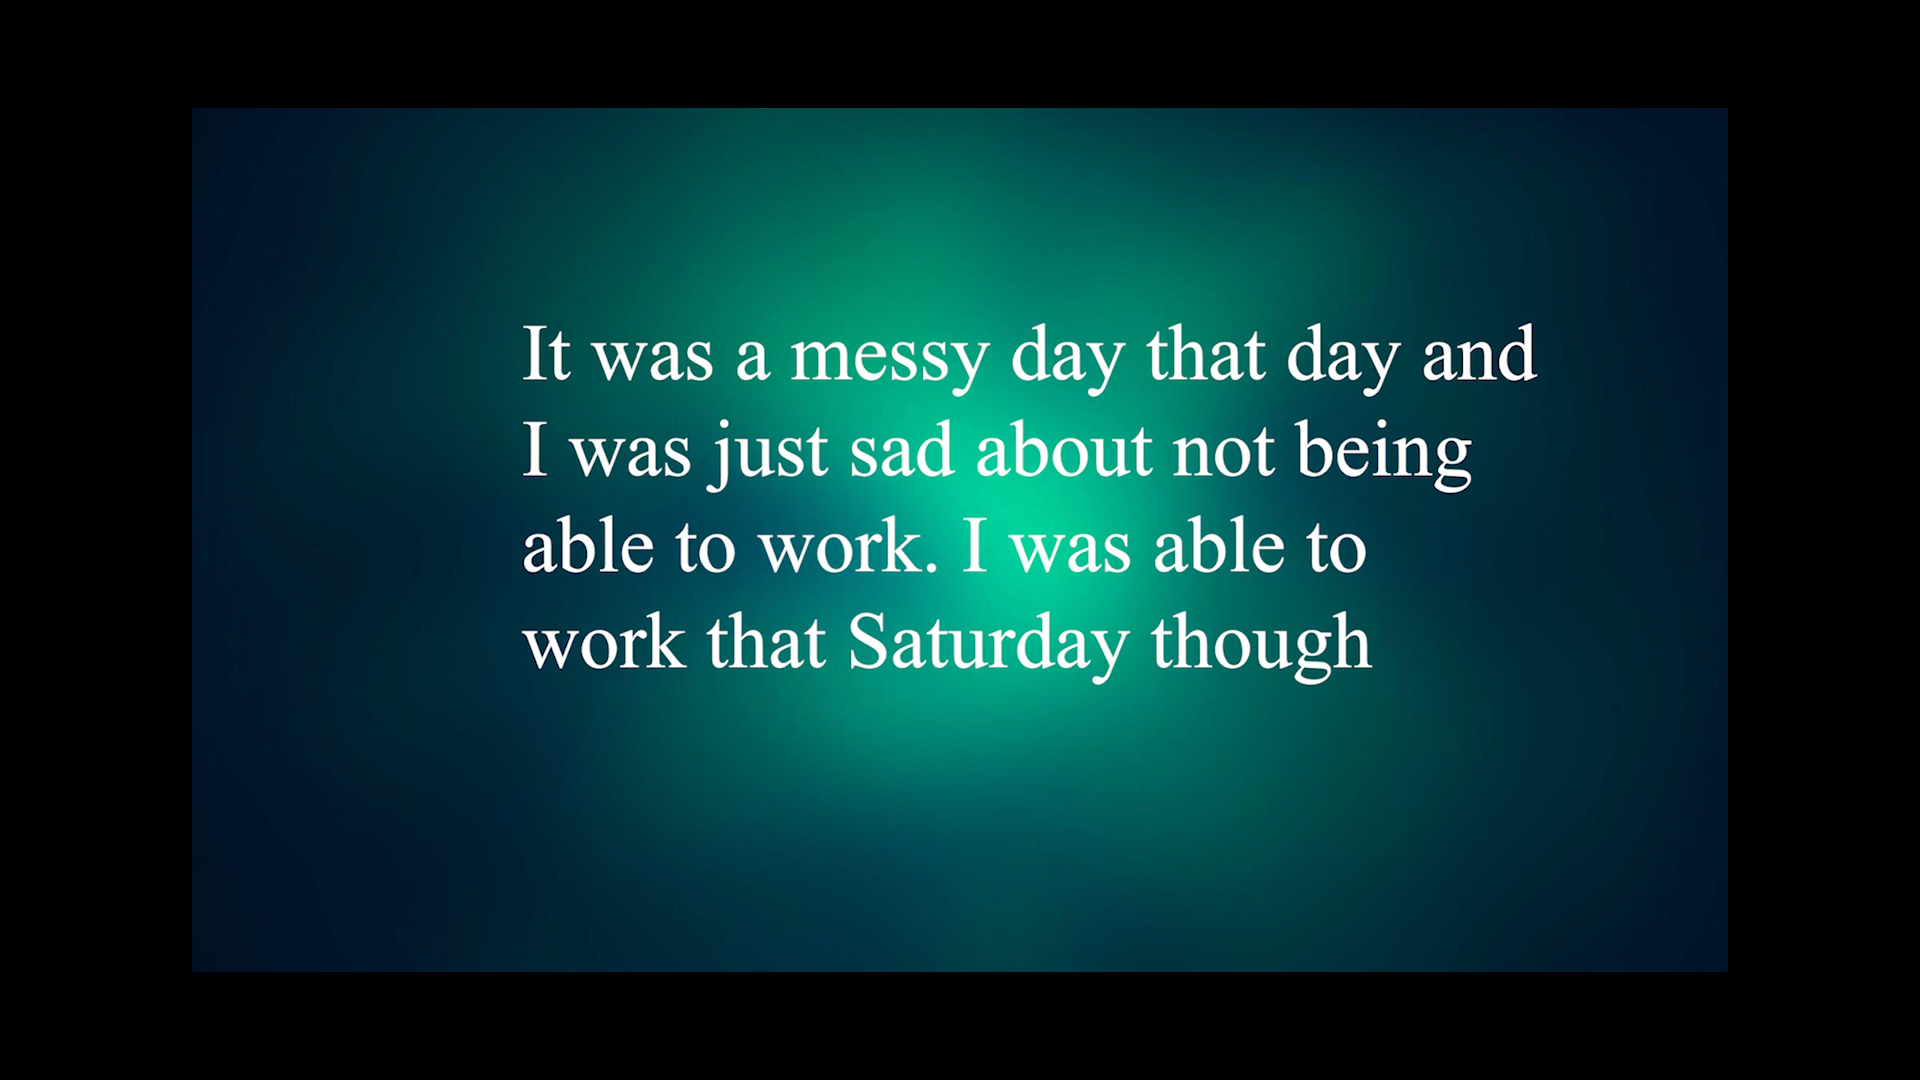 It was a messy day that day and
I was just sad about not being
able to work. I was able to
work that Saturday though